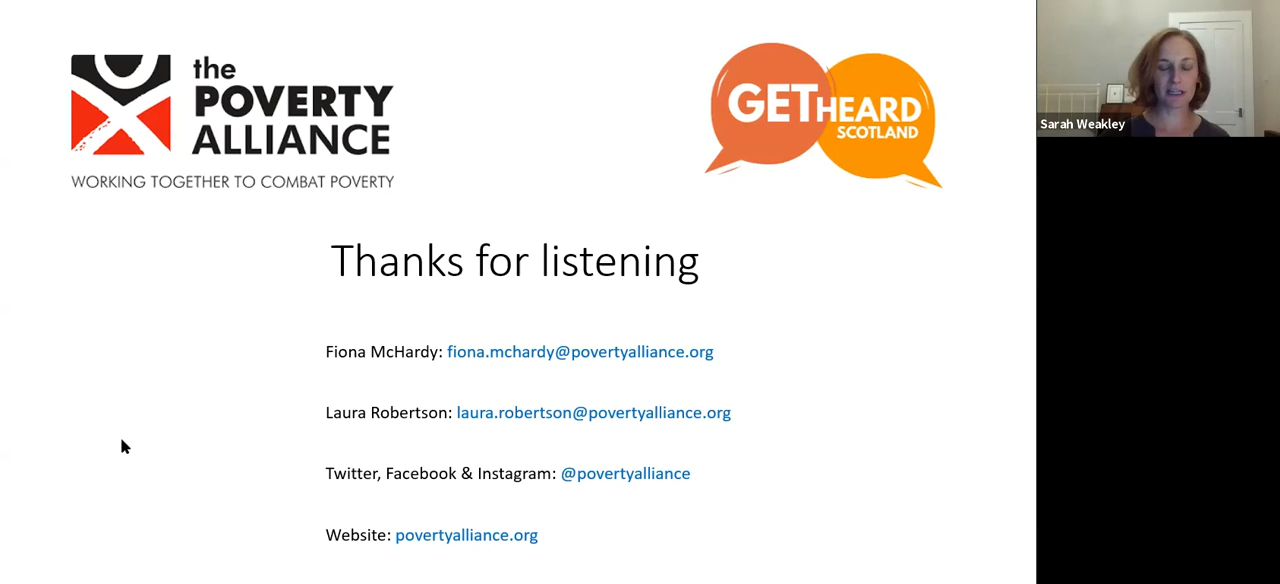 the
POVERTY
ALLIANCE
WORKING TOGETHER TO COMBAT POVERTY
GETHEARD
SCOTLAND
Sarah Weakley
Thanks for listening
Fiona McHardy: fiona.mchardy@povertyalliance.org
Laura Robertson: laura.robertson@povertyalliance.org
Twitter, Facebook & Instagram: @povertyalliance
Website: povertyalliance.org